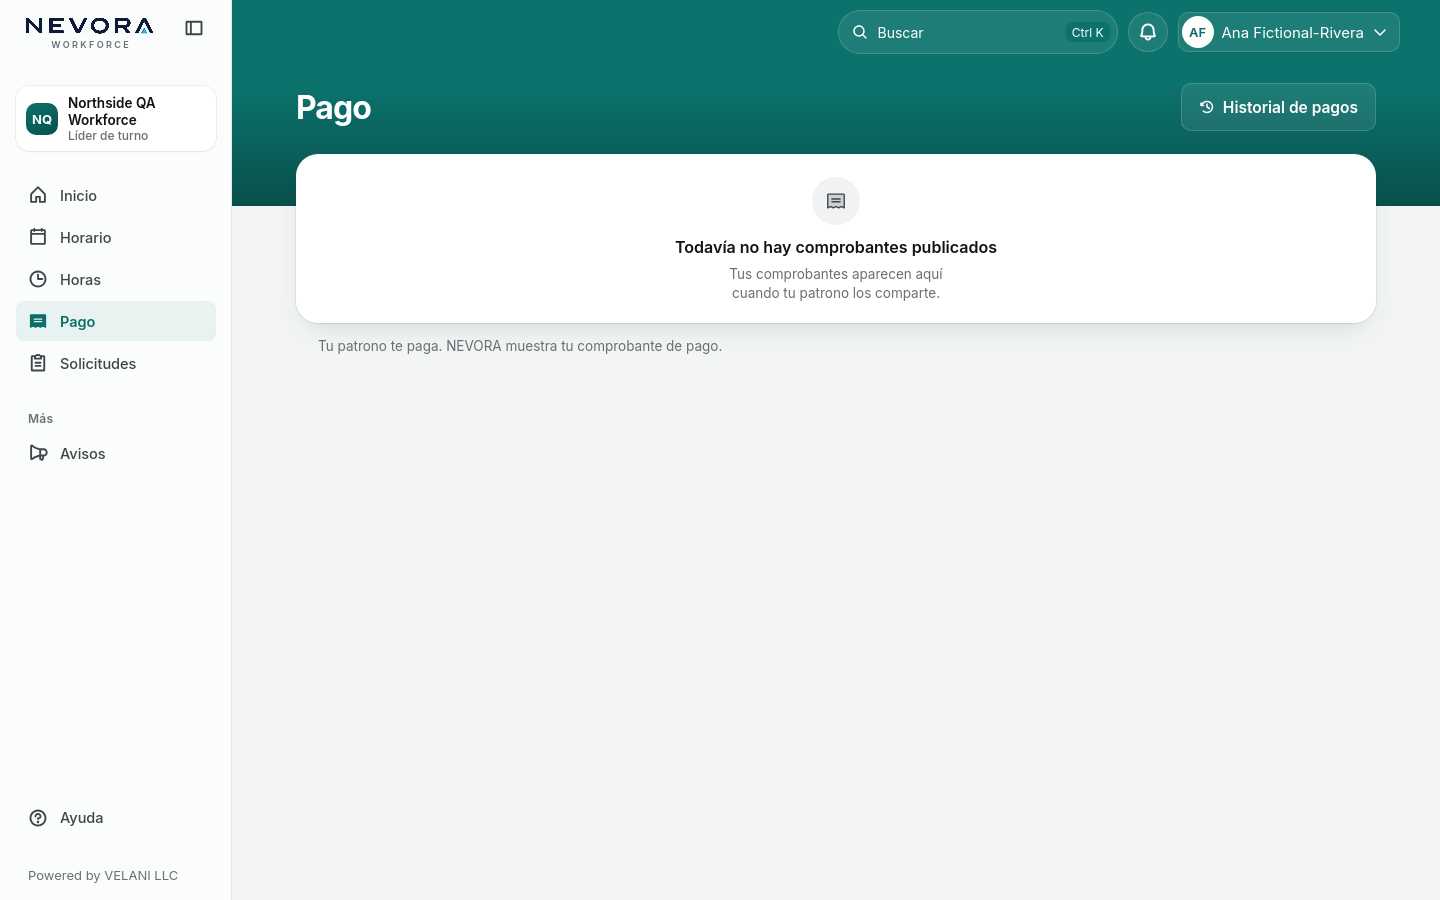 NEVORA
WORKFORCE
Buscar
Ctrl K
AF
Ana Fictional-Rivera
NQ
Northside QA
Workforce
Líder de turno
Pago
Historial de pagos
Inicio
Horario
Horas
Pago
Solicitudes
Más
Avisos
Todavía no hay comprobantes publicados
Tus comprobantes aparecen aquí
cuando tu patrono los comparte.
Tu patrono te paga. NEVORA muestra tu comprobante de pago.
Ayuda
Powered by VELANI LLC